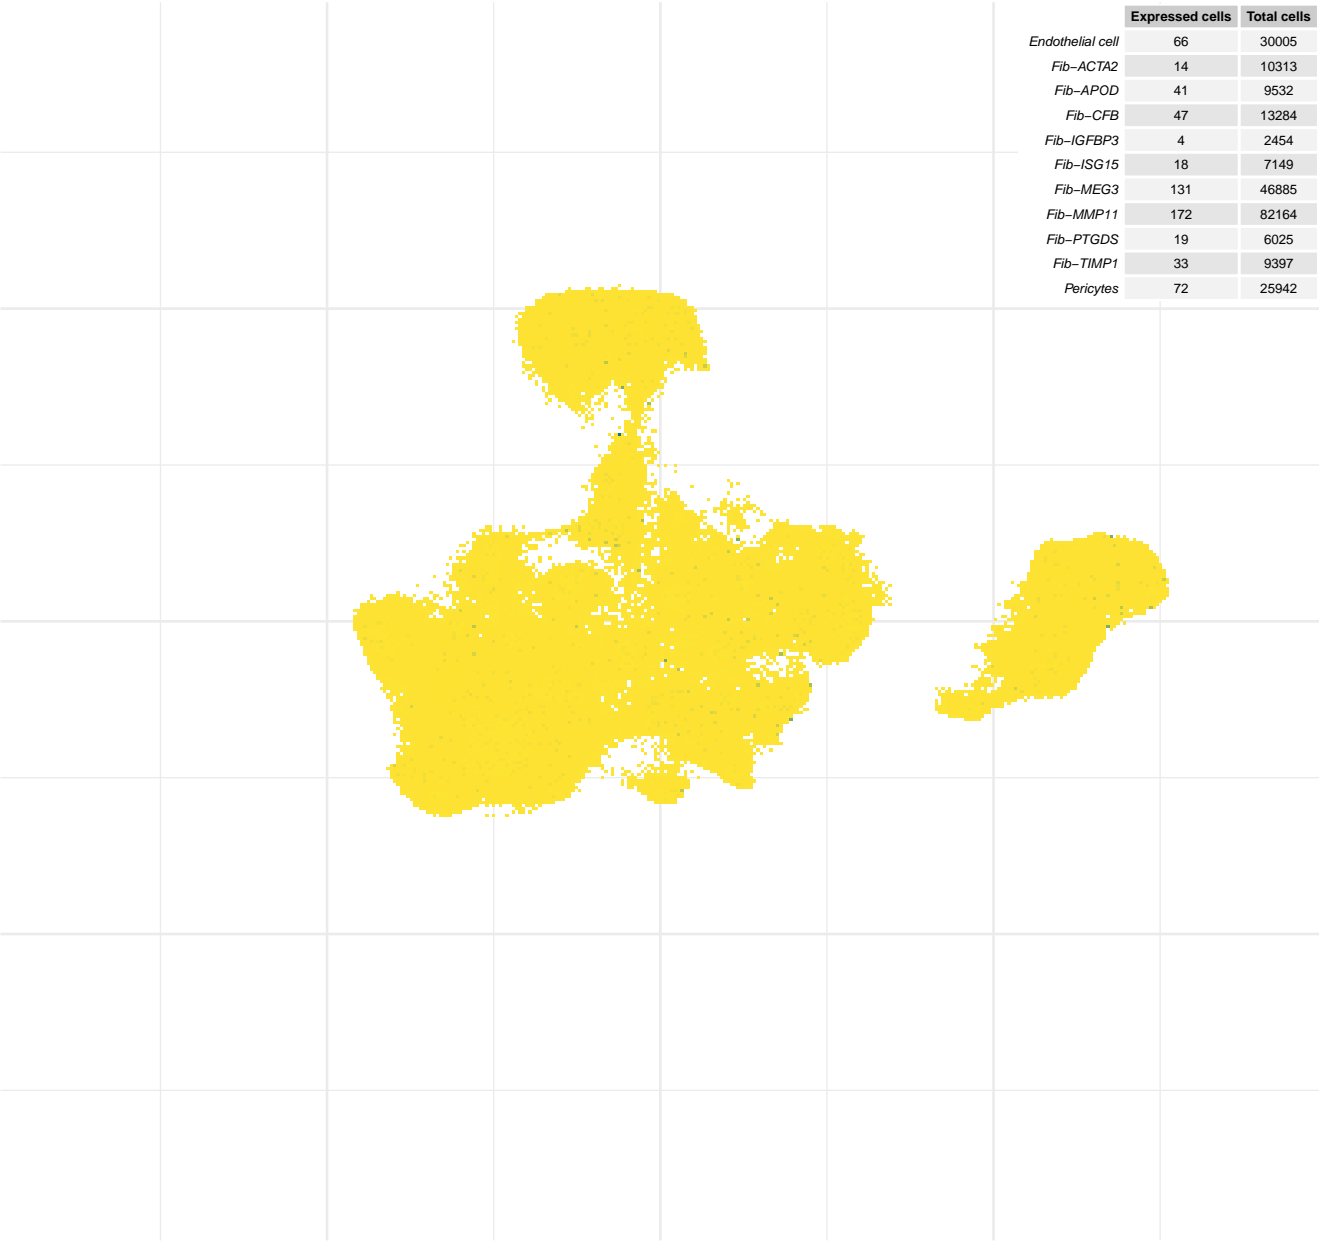 Expressed cells Total cells
Endothelial cell 66 30005
Fib−ACTA2 14 10313
Fib−APOD 41 9532
Fib−CFB 47 13284
Fib−IGFBP3 4 2454
Fib−ISG15 18 7149
Fib−MEG3 131 46885
Fib−MMP11 172 82164
Fib−PTGDS 19 6025
Fib−TIMP1 33 9397
Pericytes 72 25942